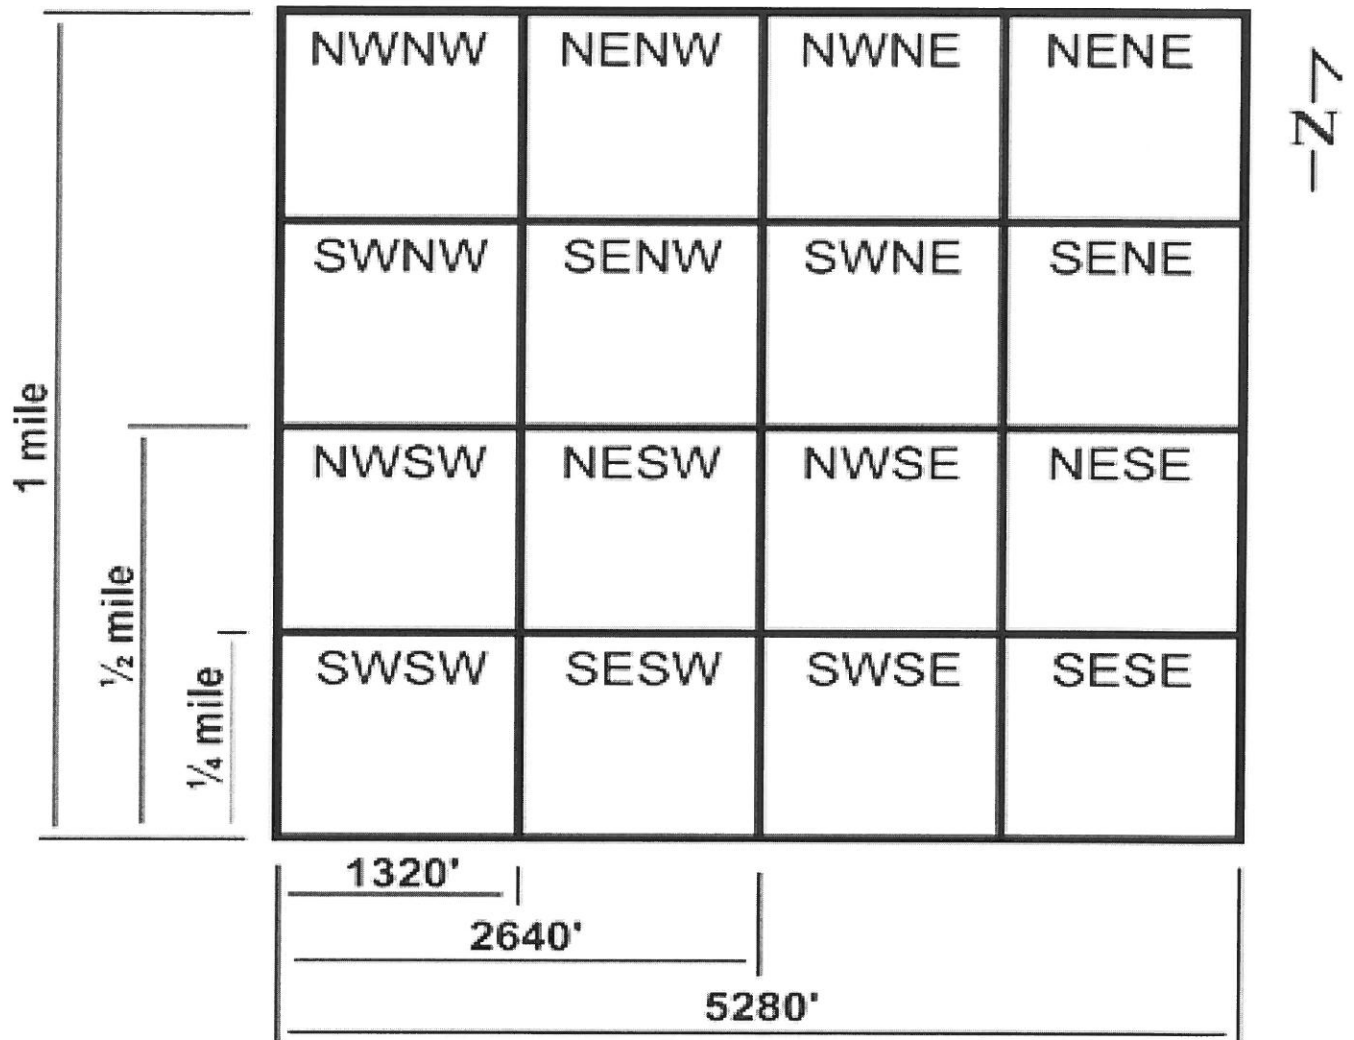 NWNW NENW NWNE NENE
-N-
SWNW SENW SWNE SENE
1 mile
NWSW NESW NWSE NESE
½ mile
¼ mile
SWSW SESW SWSE SESE
1320'
2640'
5280'